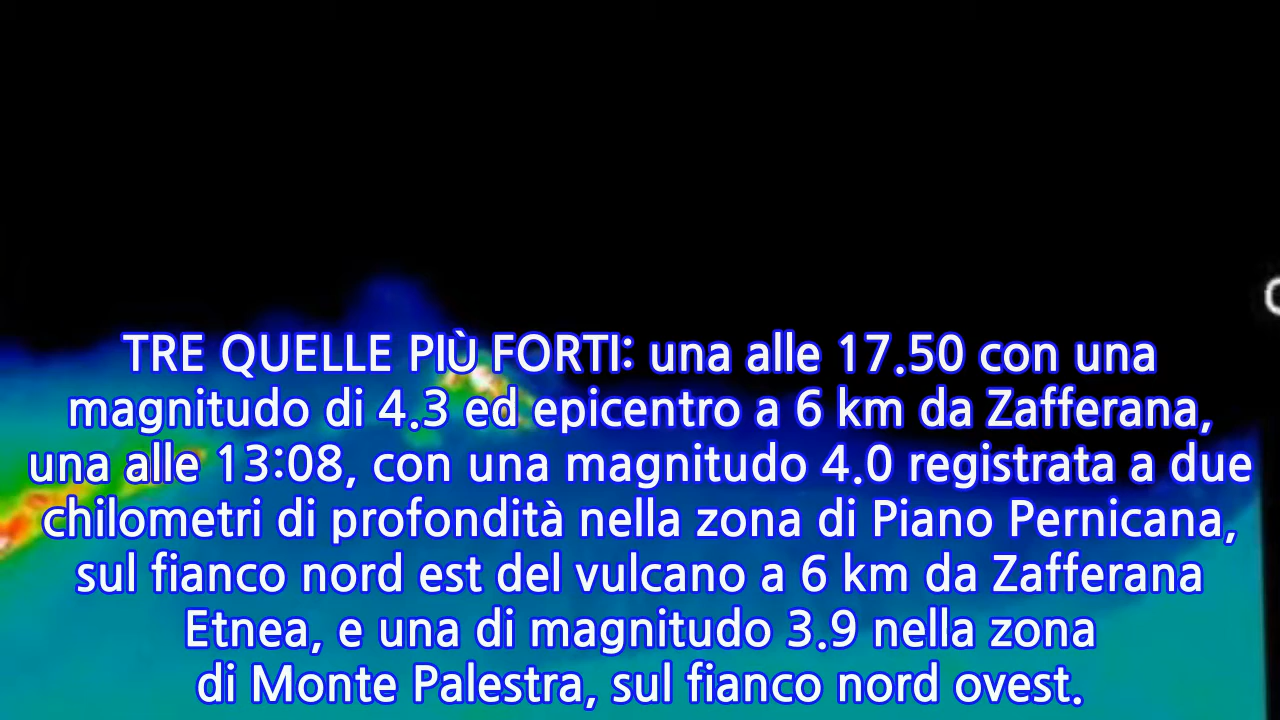 TRE QUELLE PIÙ FORTI: una alle 17.50 con una
magnitudo di 4.3 ed epicentro a 6 km da Zafferana,
una alle 13:08, con una magnitudo 4.0 registrata a due
chilometri di profondità nella zona di Piano Pernicana,
sul fianco nord est del vulcano a 6 km da Zafferana
Etnea, e una di magnitudo 3.9 nella zona
di Monte Palestra, sul fianco nord ovest.